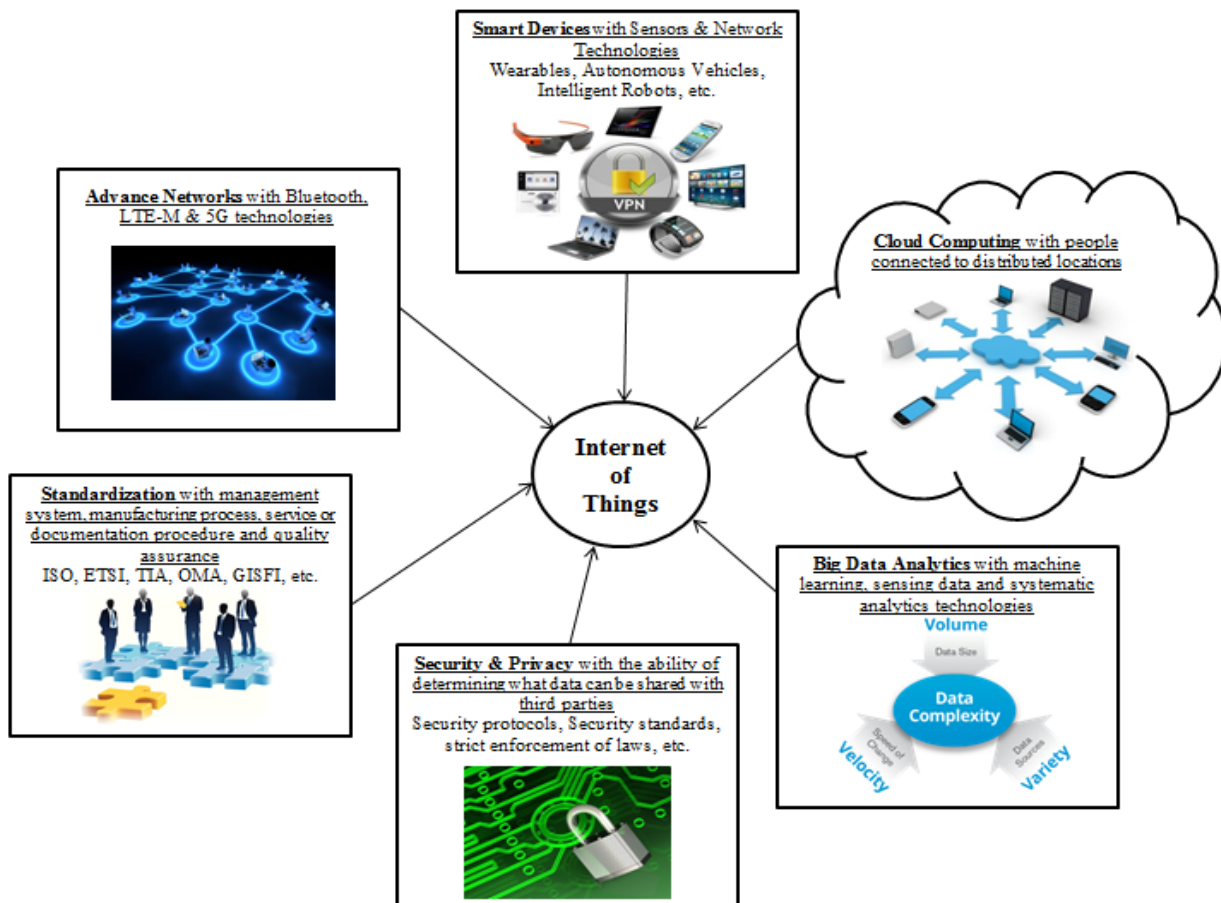 Smart Devices with Sensors & Network
Technologies
Wearables, Autonomous Vehicles,
Intelligent Robots, etc.
VPN
Advance Networks with Bluetooth,
LTE-M & 5G technologies
Cloud Computing with people
connected to distributed locations
Internet
of
Things
Standardization with management
system, manufacturing process, service or
documentation procedure and quality
assurance
ISO, ETSI, TIA, OMA, GISFI, etc.
Security & Privacy with the ability of
determining what data can be shared with
third parties
Security protocols, Security standards,
strict enforcement of laws, etc.
Big Data Analytics with machine
learning, sensing data and systematic
analytics technologies
Volume
Data Size
Data
Complexity
Speed of
Change
Velocity
Data
Sources
Variety